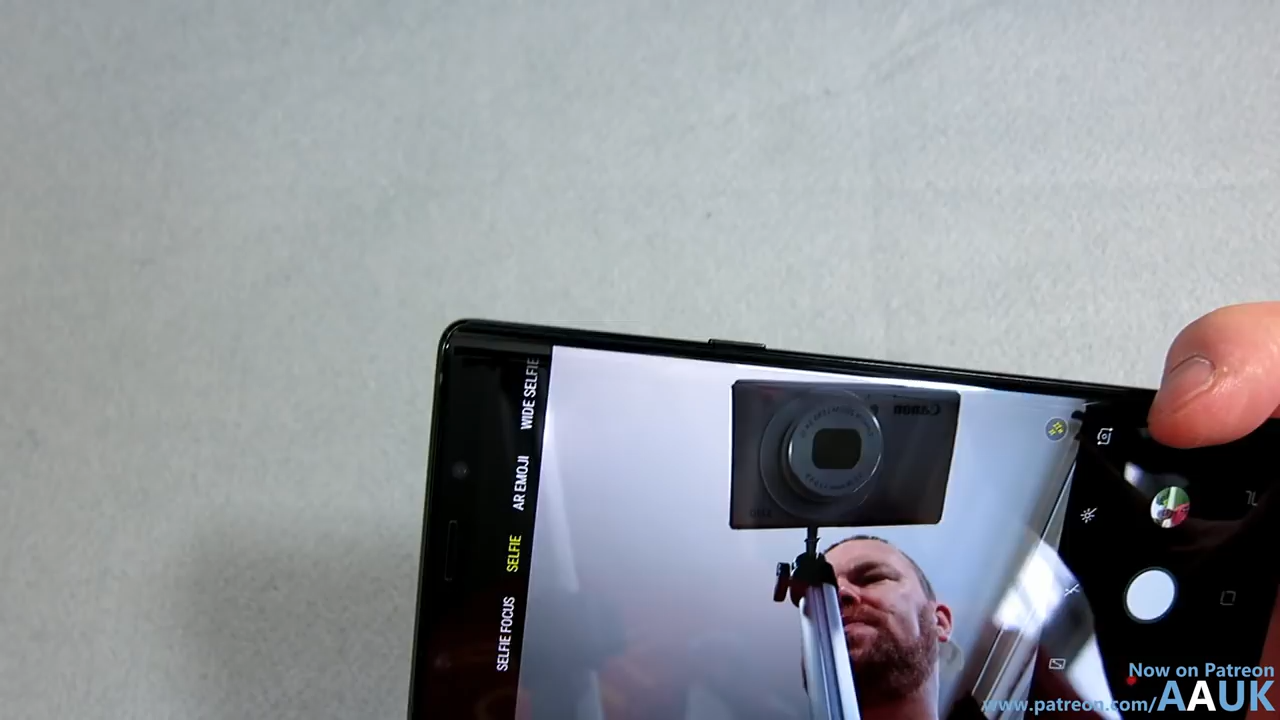 WIDE SELFIE
AR EMOJI
SELFIE
SELFIE FOCUS
Canon
Now on Patreon
www.patreon.com/AAUK